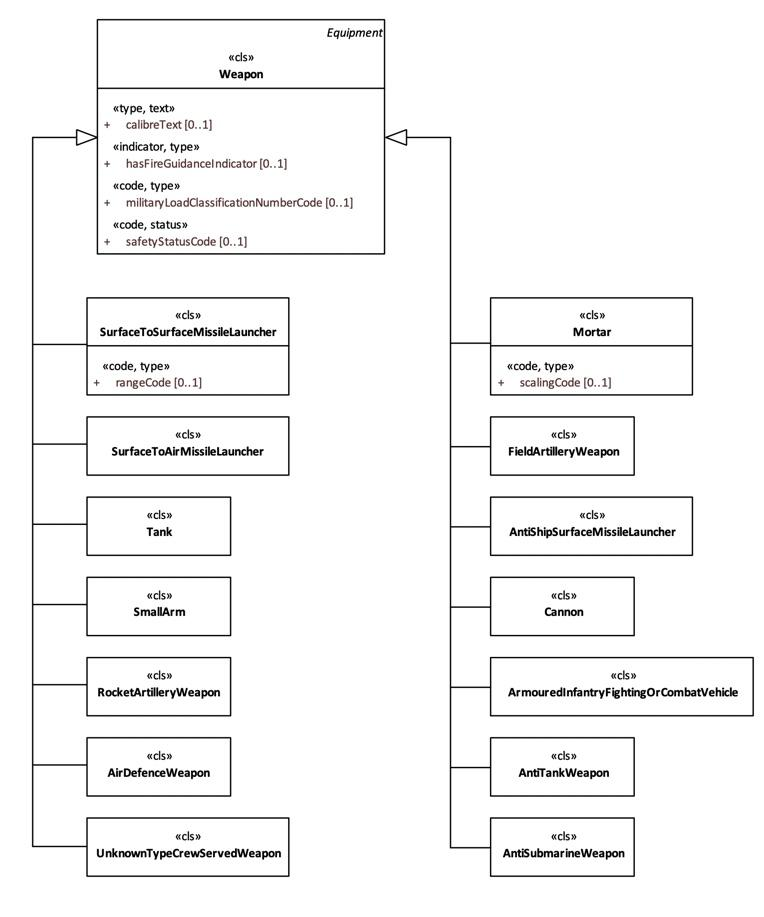 Equipment
«cls»
Weapon
«type, text»
+ calibreText [0..1]
«indicator, type»
+ hasFireGuidanceIndicator [0..1]
«code, type»
+ militaryLoadClassificationNumberCode [0..1]
«code, status»
+ safetyStatusCode [0..1]
«cls»
SurfaceToSurfaceMissileLauncher
«code, type»
+ rangeCode [0..1]
«cls»
SurfaceToAirMissileLauncher
«cls»
Tank
«cls»
SmallArm
«cls»
RocketArtilleryWeapon
«cls»
AirDefenceWeapon
«cls»
UnknownTypeCrewServedWeapon
«cls»
Mortar
«code, type»
+ scalingCode [0..1]
«cls»
FieldArtilleryWeapon
«cls»
AntiShipSurfaceMissileLauncher
«cls»
Cannon
«cls»
ArmouredInfantryFightingOrCombatVehicle
«cls»
AntiTankWeapon
«cls»
AntiSubmarineWeapon